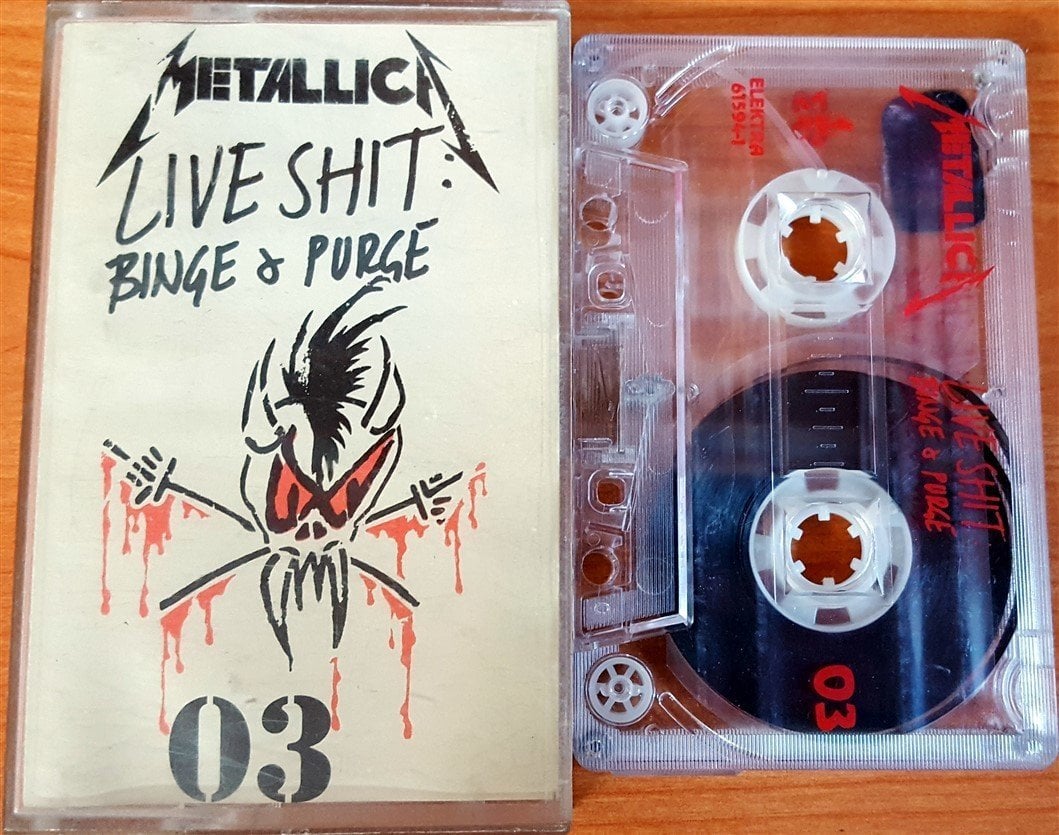 METALLICA
LIVE SHIT:
BINGE & PURGE
03
ELEKTRA
61594-1
METALLICA
LIVE SHIT
BINGE & PURGE
03